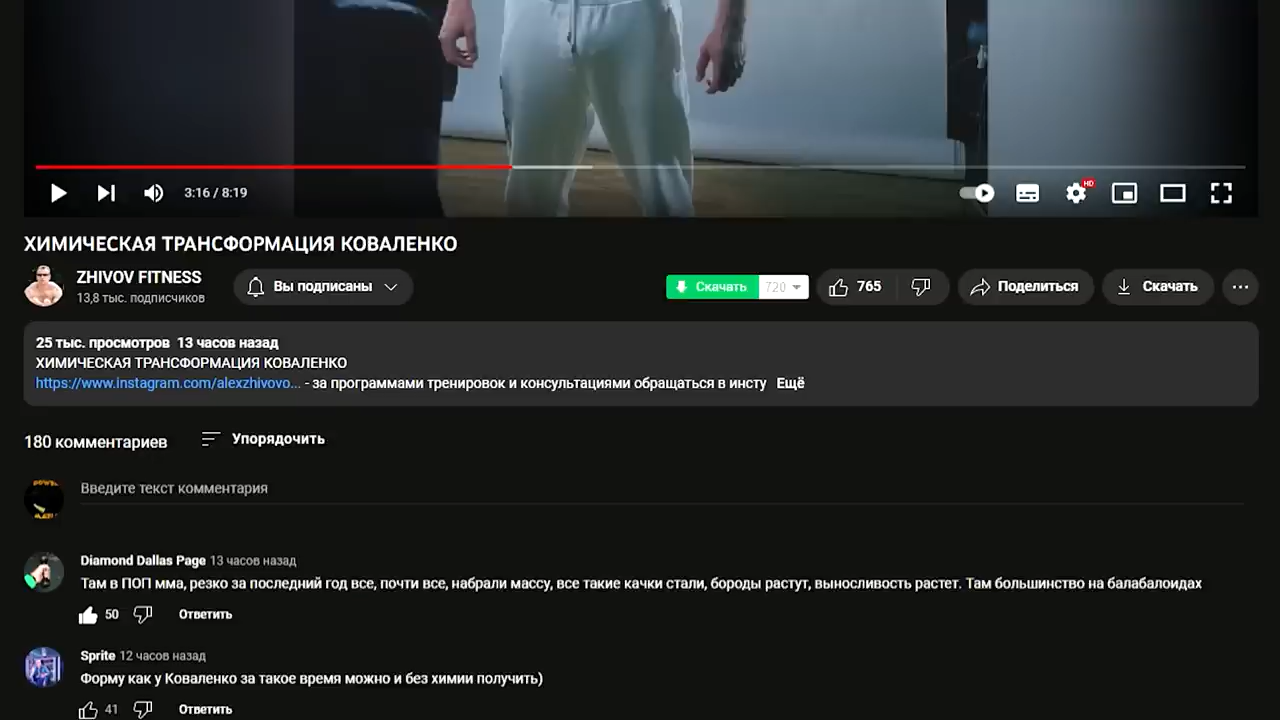 3:16 / 8:19
HD
ХИМИЧЕСКАЯ ТРАНСФОРМАЦИЯ КОВАЛЕНКО
ZHIVOV FITNESS
13,8 тыс. подписчиков
Вы подписаны
Скачать 720
765
Поделиться
Скачать
25 тыс. просмотров 13 часов назад
ХИМИЧЕСКАЯ ТРАНСФОРМАЦИЯ КОВАЛЕНКО
https://www.instagram.com/alexzhivovo... - за программами тренировок и консультациями обращаться в инсту Ещё
180 комментариев
Упорядочить
Введите текст комментария
Diamond Dallas Page 13 часов назад
Там в ПОП мма, резко за последний год все, почти все, набрали массу, все такие качки стали, бороды растут, выносливость растет. Там большинство на балабалоидах
50 Ответить
Sprite 12 часов назад
Форму как у Коваленко за такое время можно и без химии получить)
41 Ответить